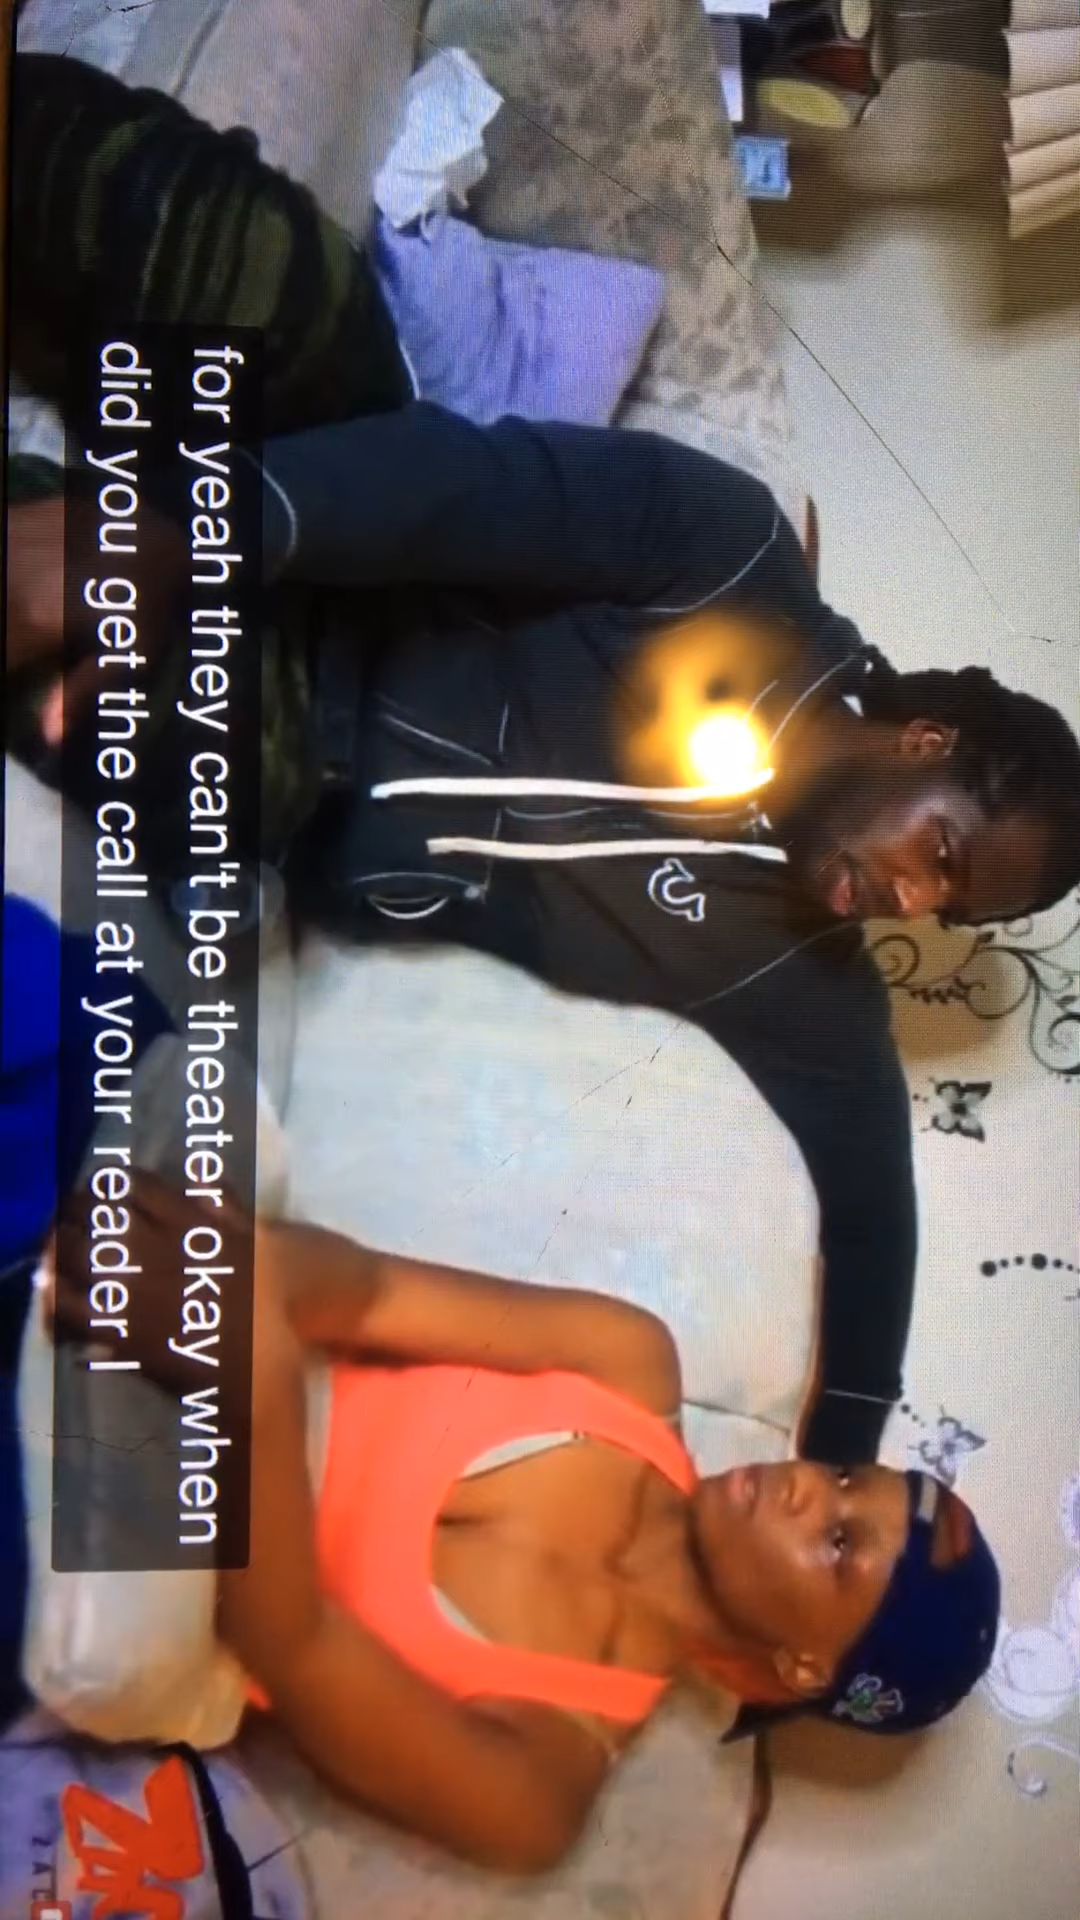 for yeah they can't be theater okay when
did you get the call at your reader I